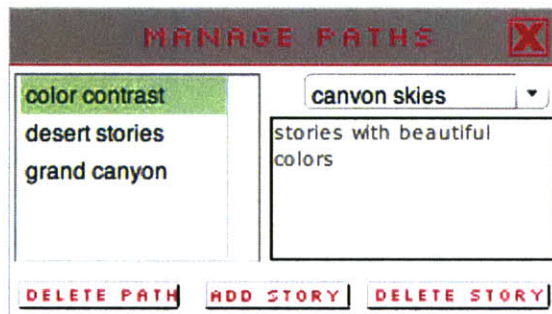 MANAGE PATHS X
color contrast
desert stories
grand canyon
canvon skies
stories with beautiful
colors
DELETE PATH
ADD STORY
DELETE STORY